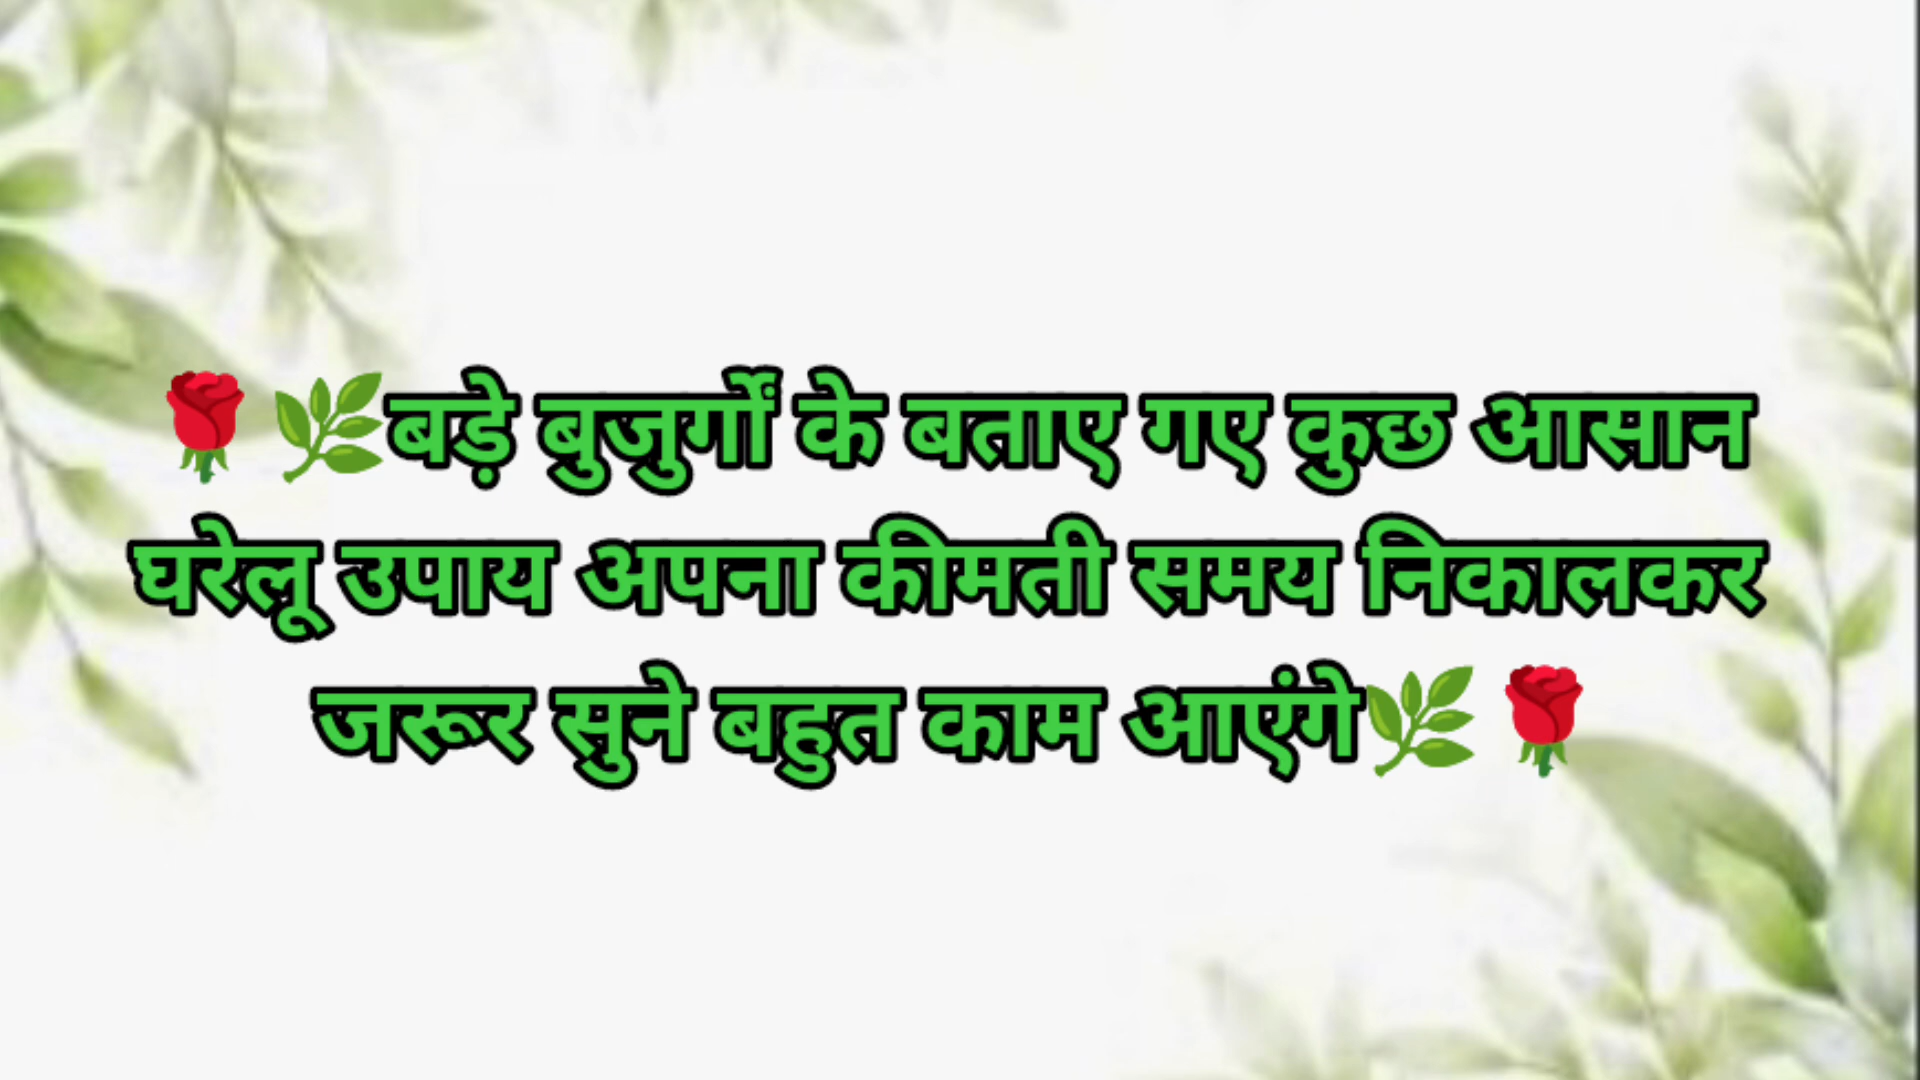 🌹🌿बड़े बुजुर्गों के बताए गए कुछ आसान
घरेलू उपाय अपना कीमती समय निकालकर
जरूर सुने बहुत काम आएंगे🌿🌹